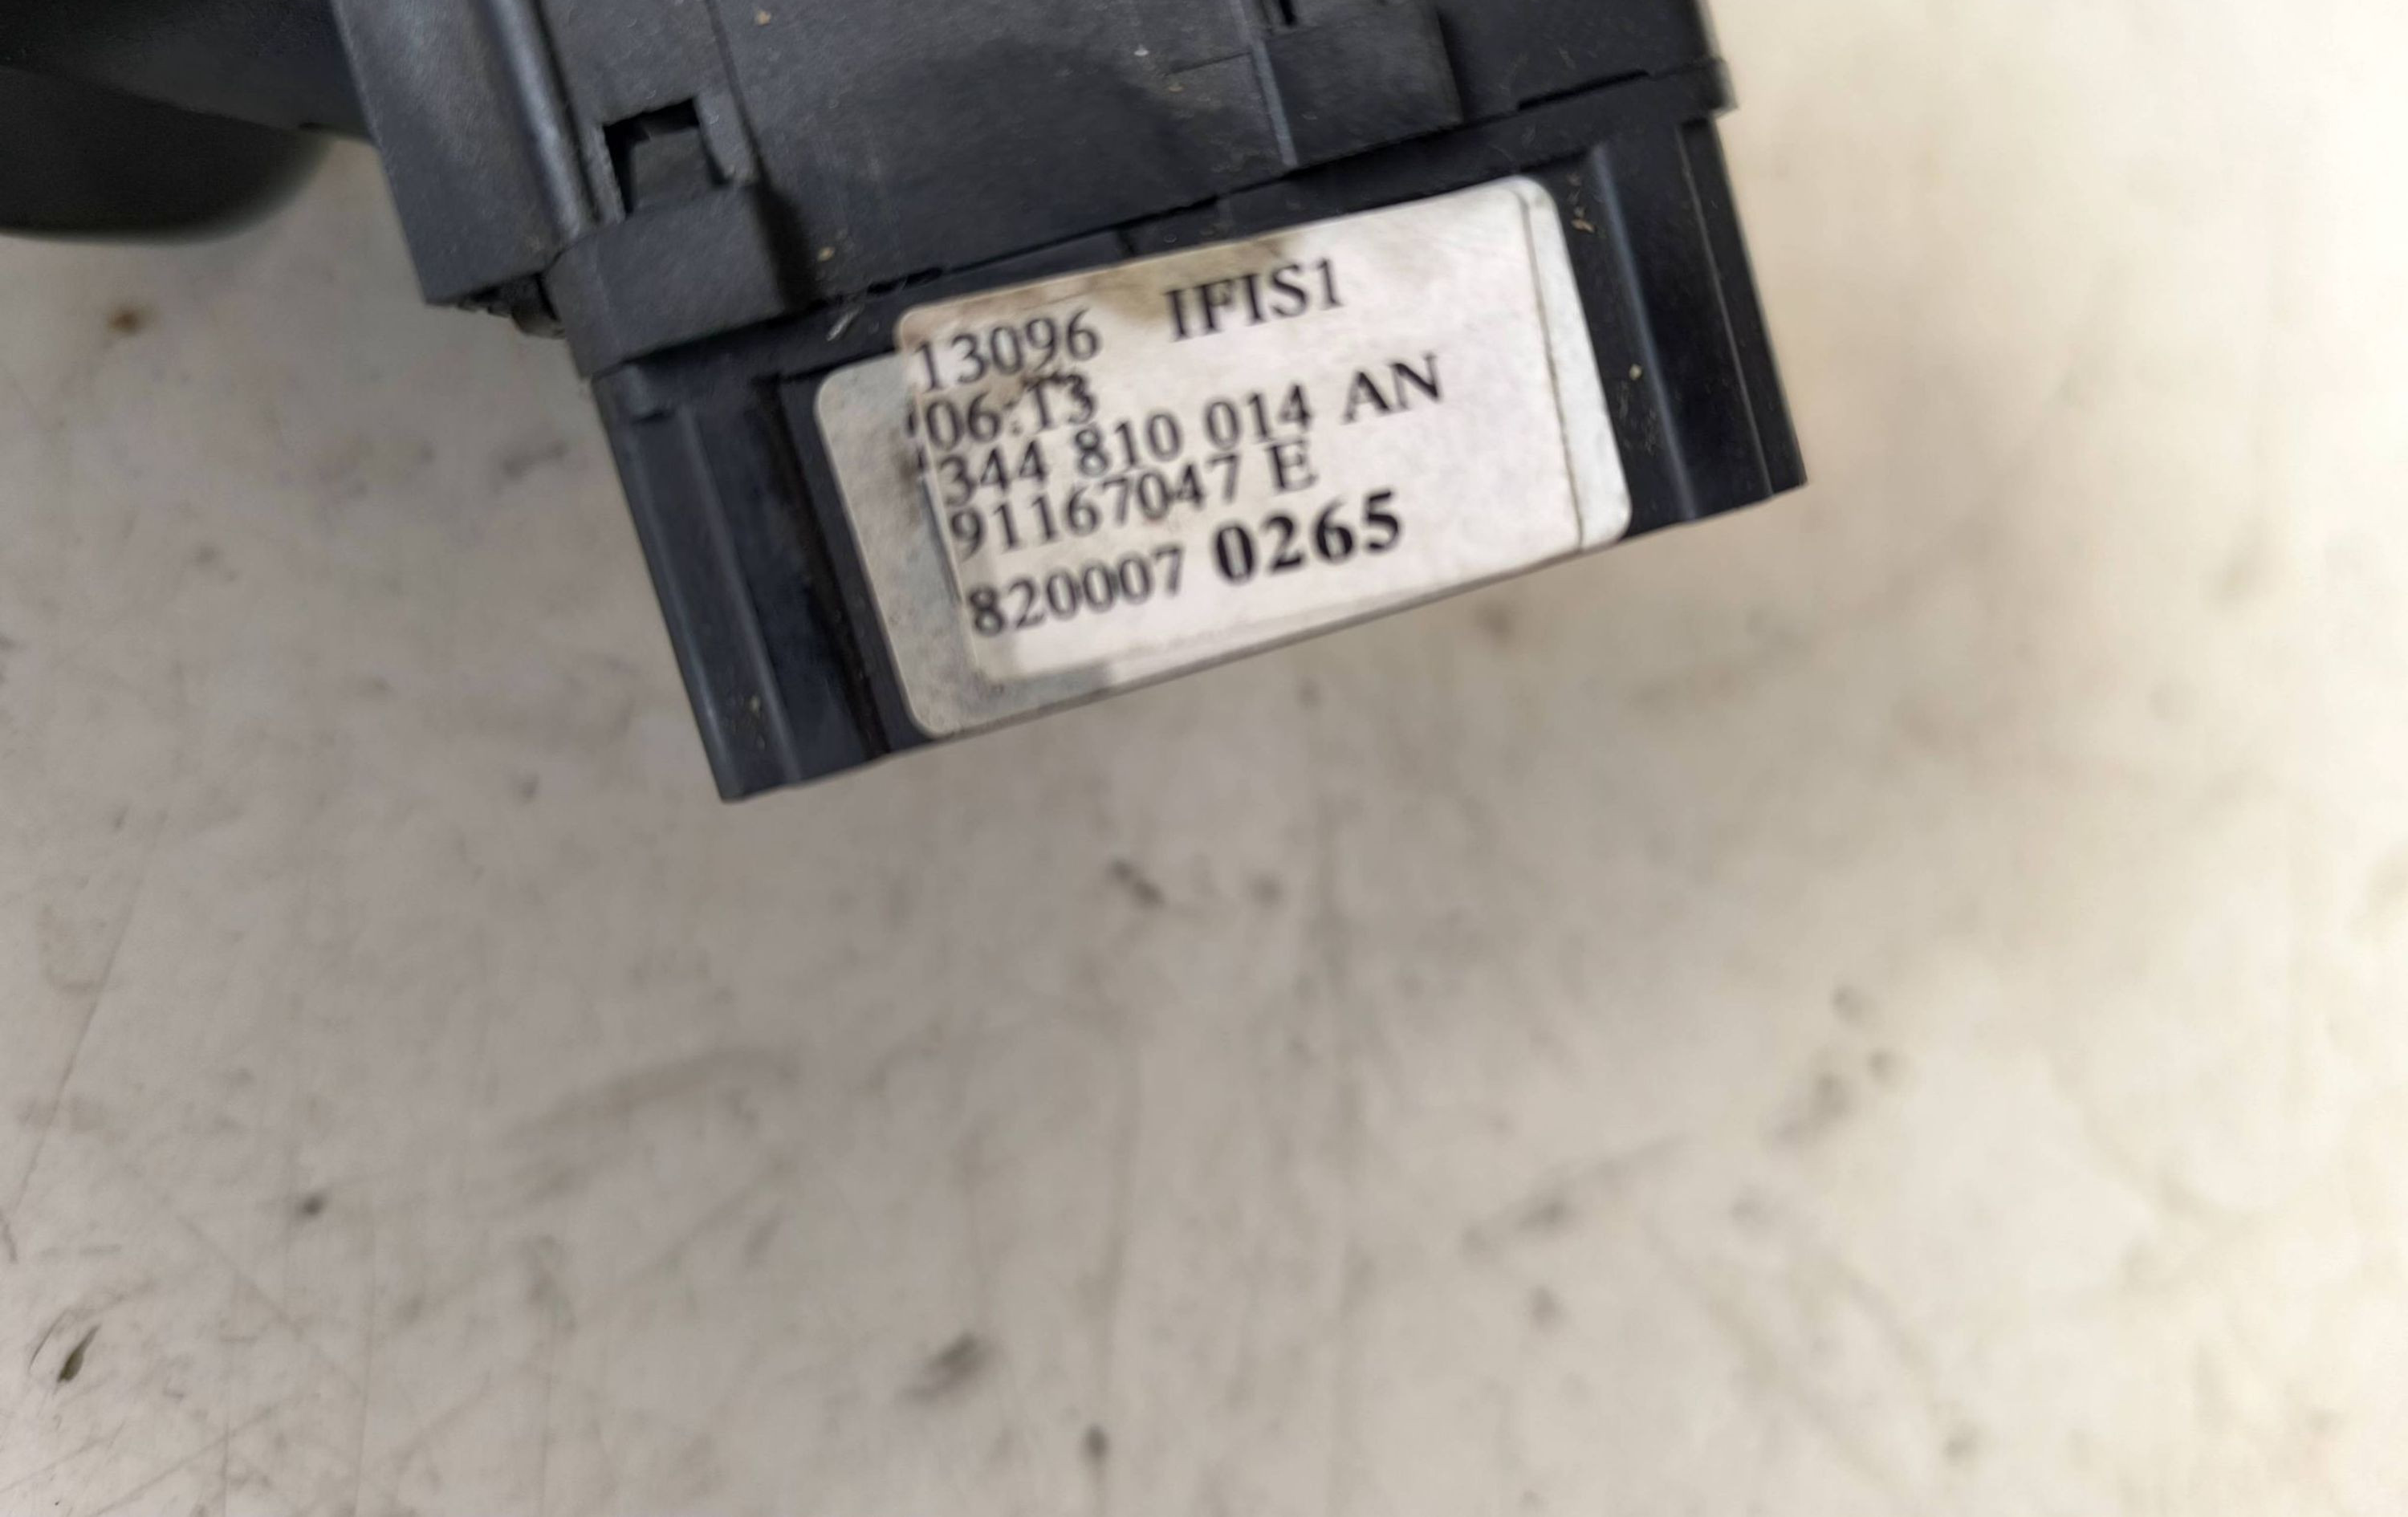 13096 IFIS1
06:13
344 810 014 AN
91167047 E
820007 0265